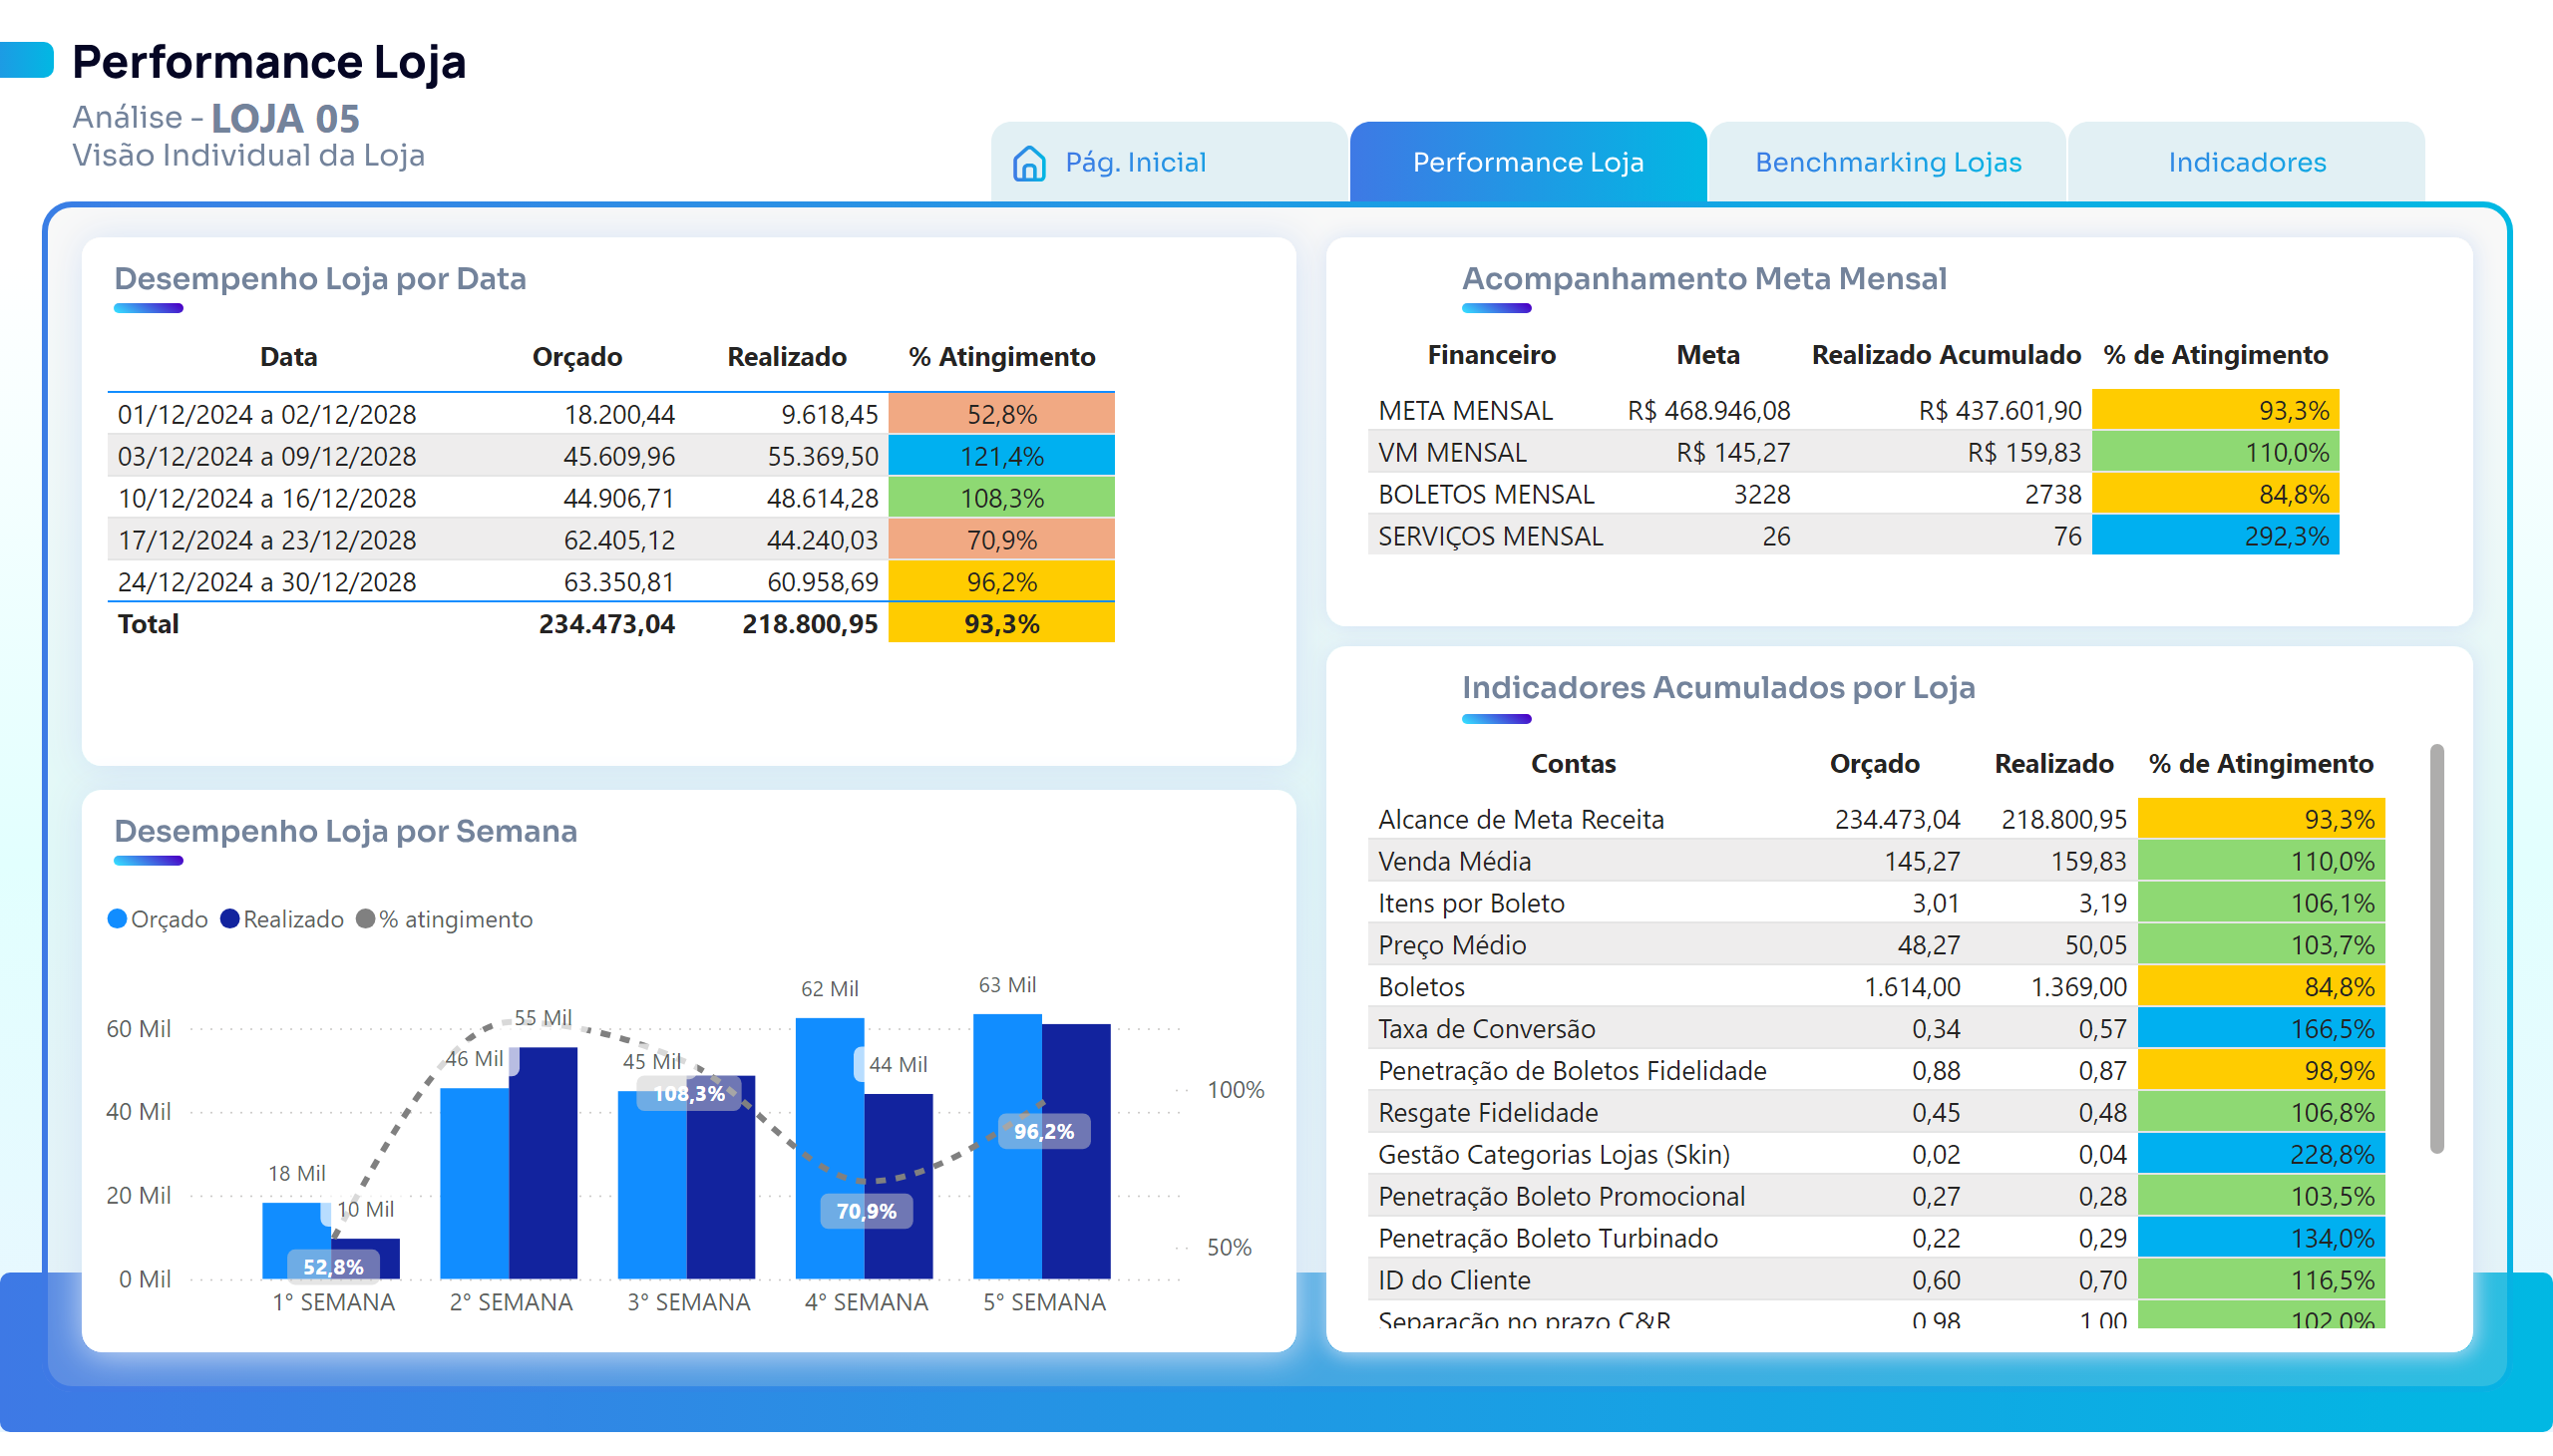 Performance Loja
Análise - LOJA 05
Visão Individual da Loja
Pág. Inicial
Performance Loja
Benchmarking Lojas
Indicadores
Desempenho Loja por Data
Data Orçado Realizado % Atingimento
01/12/2024 a 02/12/2028 18.200,44 9.618,45 52,8%
03/12/2024 a 09/12/2028 45.609,96 55.369,50 121,4%
10/12/2024 a 16/12/2028 44.906,71 48.614,28 108,3%
17/12/2024 a 23/12/2028 62.405,12 44.240,03 70,9%
24/12/2024 a 30/12/2028 63.350,81 60.958,69 96,2%
Total 234.473,04 218.800,95 93,3%
Acompanhamento Meta Mensal
Financeiro Meta Realizado Acumulado % de Atingimento
META MENSAL R$ 468.946,08 R$ 437.601,90 93,3%
VM MENSAL R$ 145,27 R$ 159,83 110,0%
BOLETOS MENSAL 3228 2738 84,8%
SERVIÇOS MENSAL 26 76 292,3%
Desempenho Loja por Semana
Orçado Realizado % atingimento
62 Mil 63 Mil
60 Mil 55 Mil
46 Mil 45 Mil 44 Mil
108,3% 100%
40 Mil 96,2%
18 Mil
20 Mil 10 Mil 70,9%
52,8% 50%
0 Mil
1° SEMANA 2° SEMANA 3° SEMANA 4° SEMANA 5° SEMANA
Indicadores Acumulados por Loja
Contas Orçado Realizado % de Atingimento
Alcance de Meta Receita 234.473,04 218.800,95 93,3%
Venda Média 145,27 159,83 110,0%
Itens por Boleto 3,01 3,19 106,1%
Preço Médio 48,27 50,05 103,7%
Boletos 1.614,00 1.369,00 84,8%
Taxa de Conversão 0,34 0,57 166,5%
Penetração de Boletos Fidelidade 0,88 0,87 98,9%
Resgate Fidelidade 0,45 0,48 106,8%
Gestão Categorias Lojas (Skin) 0,02 0,04 228,8%
Penetração Boleto Promocional 0,27 0,28 103,5%
Penetração Boleto Turbinado 0,22 0,29 134,0%
ID do Cliente 0,60 0,70 116,5%
Separação no prazo C&R 0,98 1,00 102,0%